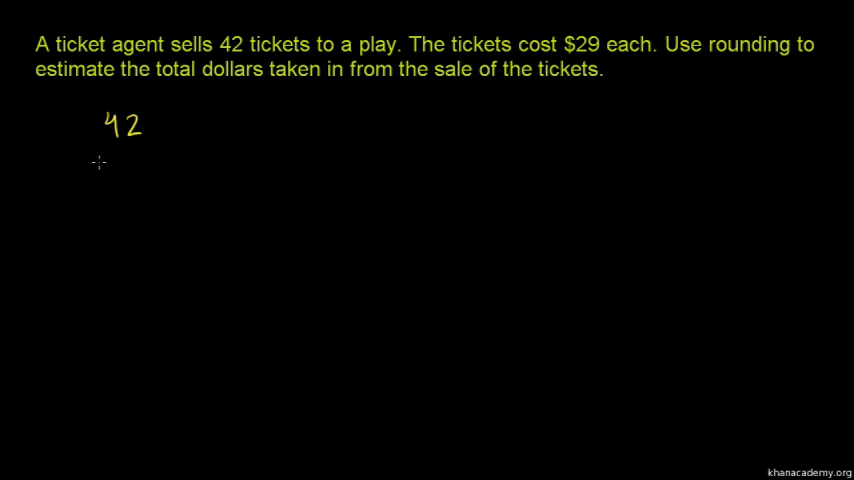 A ticket agent sells 42 tickets to a play. The tickets cost $29 each. Use rounding to
estimate the total dollars taken in from the sale of the tickets.
42
khanacademy.org